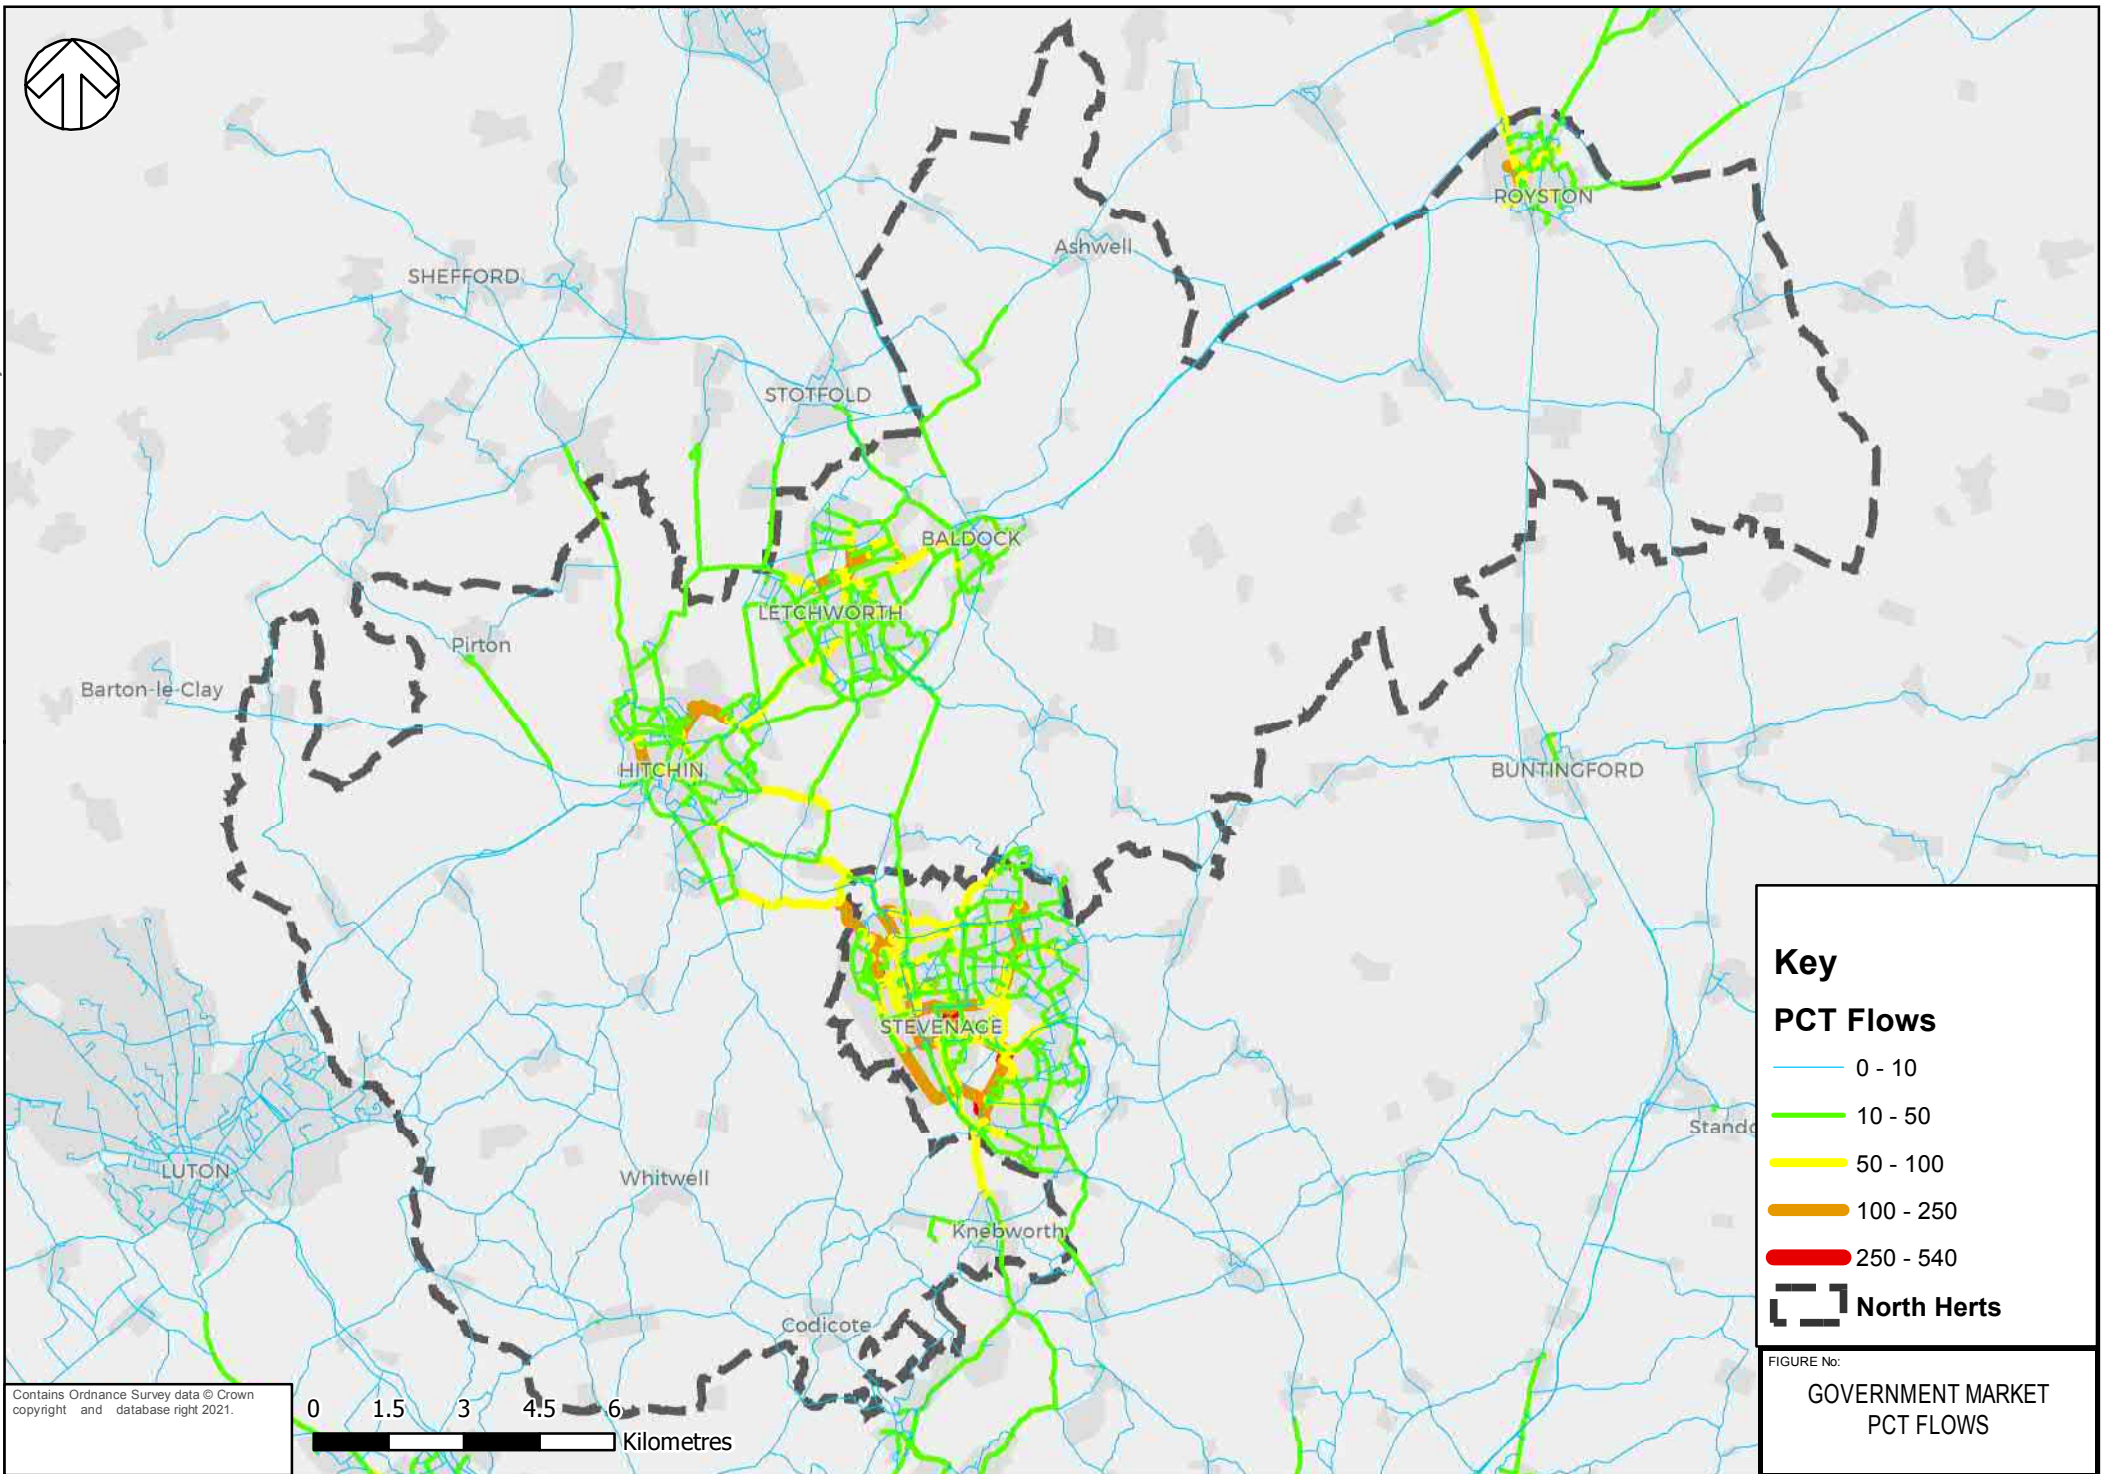 ROYSTON
Ashwell
SHEFFORD
STOTFOLD
BALDOCK
LETCHWORTH
Pirton
Barton-le-Clay
HITCHIN
BUNTINGFORD
STEVENAGE
LUTON
Whitwell
Knebworth
Codicote
Key
PCT Flows
0 - 10
10 - 50
50 - 100
100 - 250
250 - 540
North Herts
FIGURE No:
GOVERNMENT MARKET
PCT FLOWS
Contains Ordnance Survey data © Crown
copyright and database right 2021.
0 1.5 3 4.5 6
Kilometres